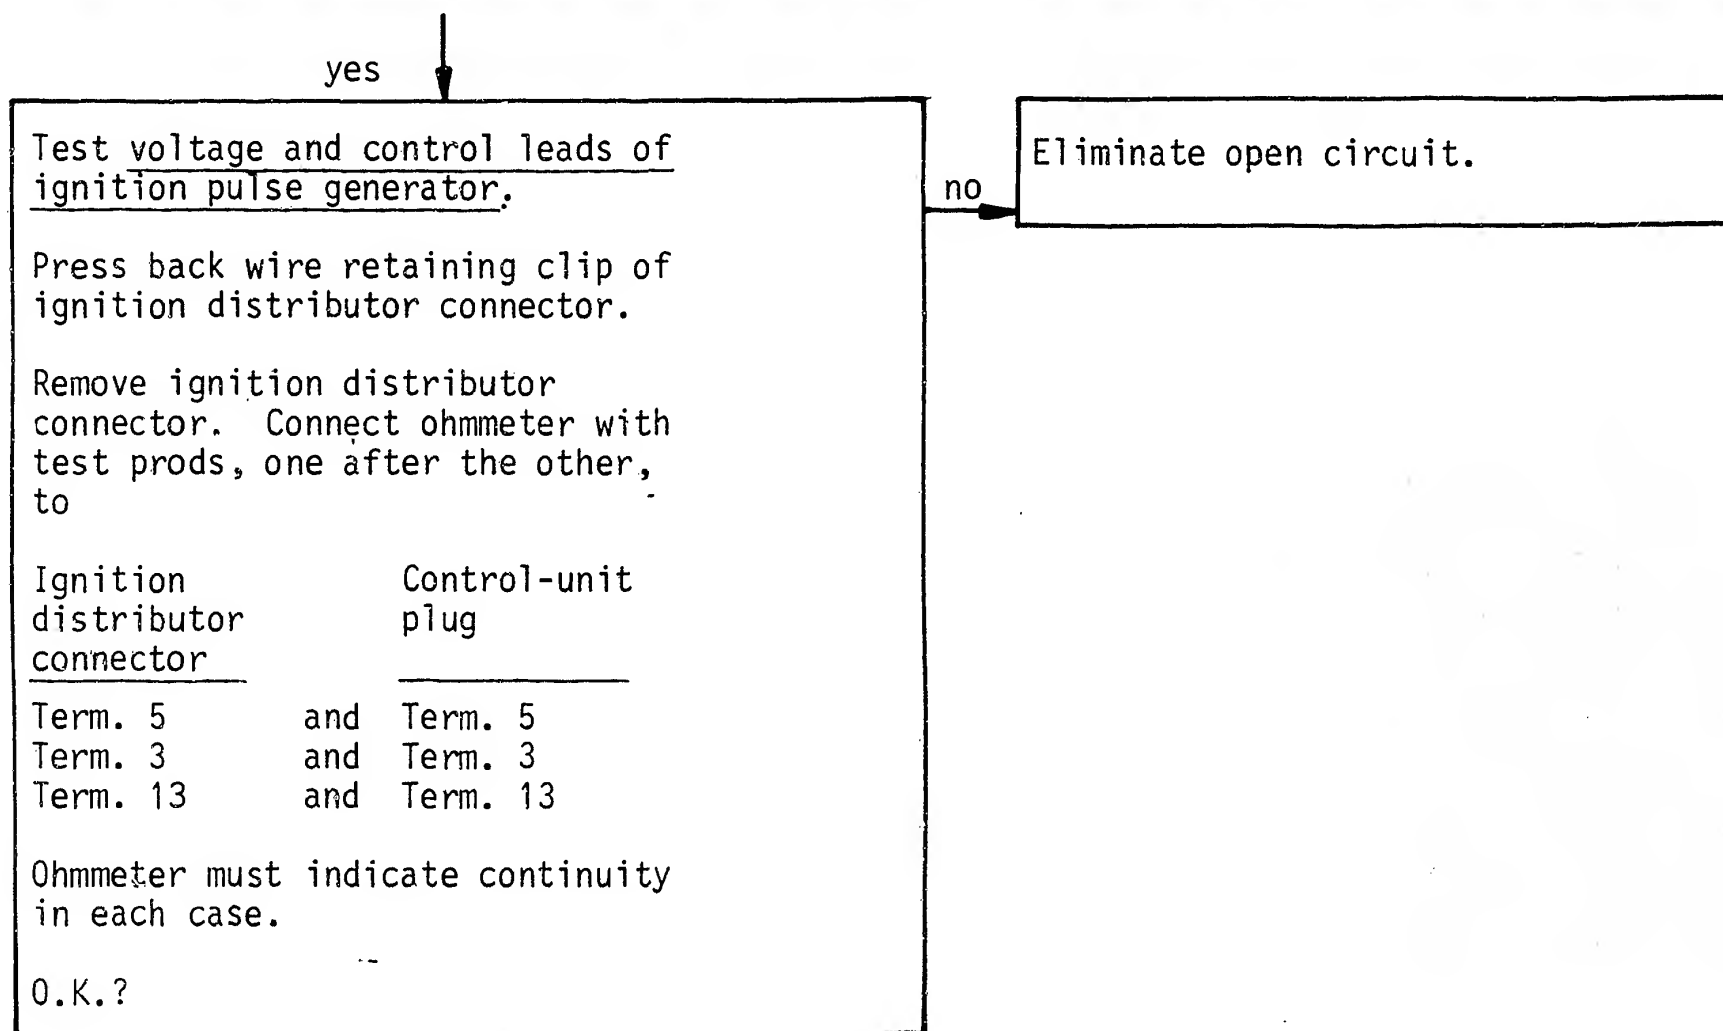 yes
Test voltage and control leads of
ignition pulse generator.
Press back wire retaining clip of
ignition distributor connector.
Remove ignition distributor
connector. Connect ohmmeter with
test prods, one after the other,
to
Ignition Control-unit
distributor plug
connector
Term. 5 and Term. 5
Term. 3 and Term. 3
Term. 13 and Term. 13
Ohmmeter must indicate continuity
in each case.
O.K.?
no
Eliminate open circuit.